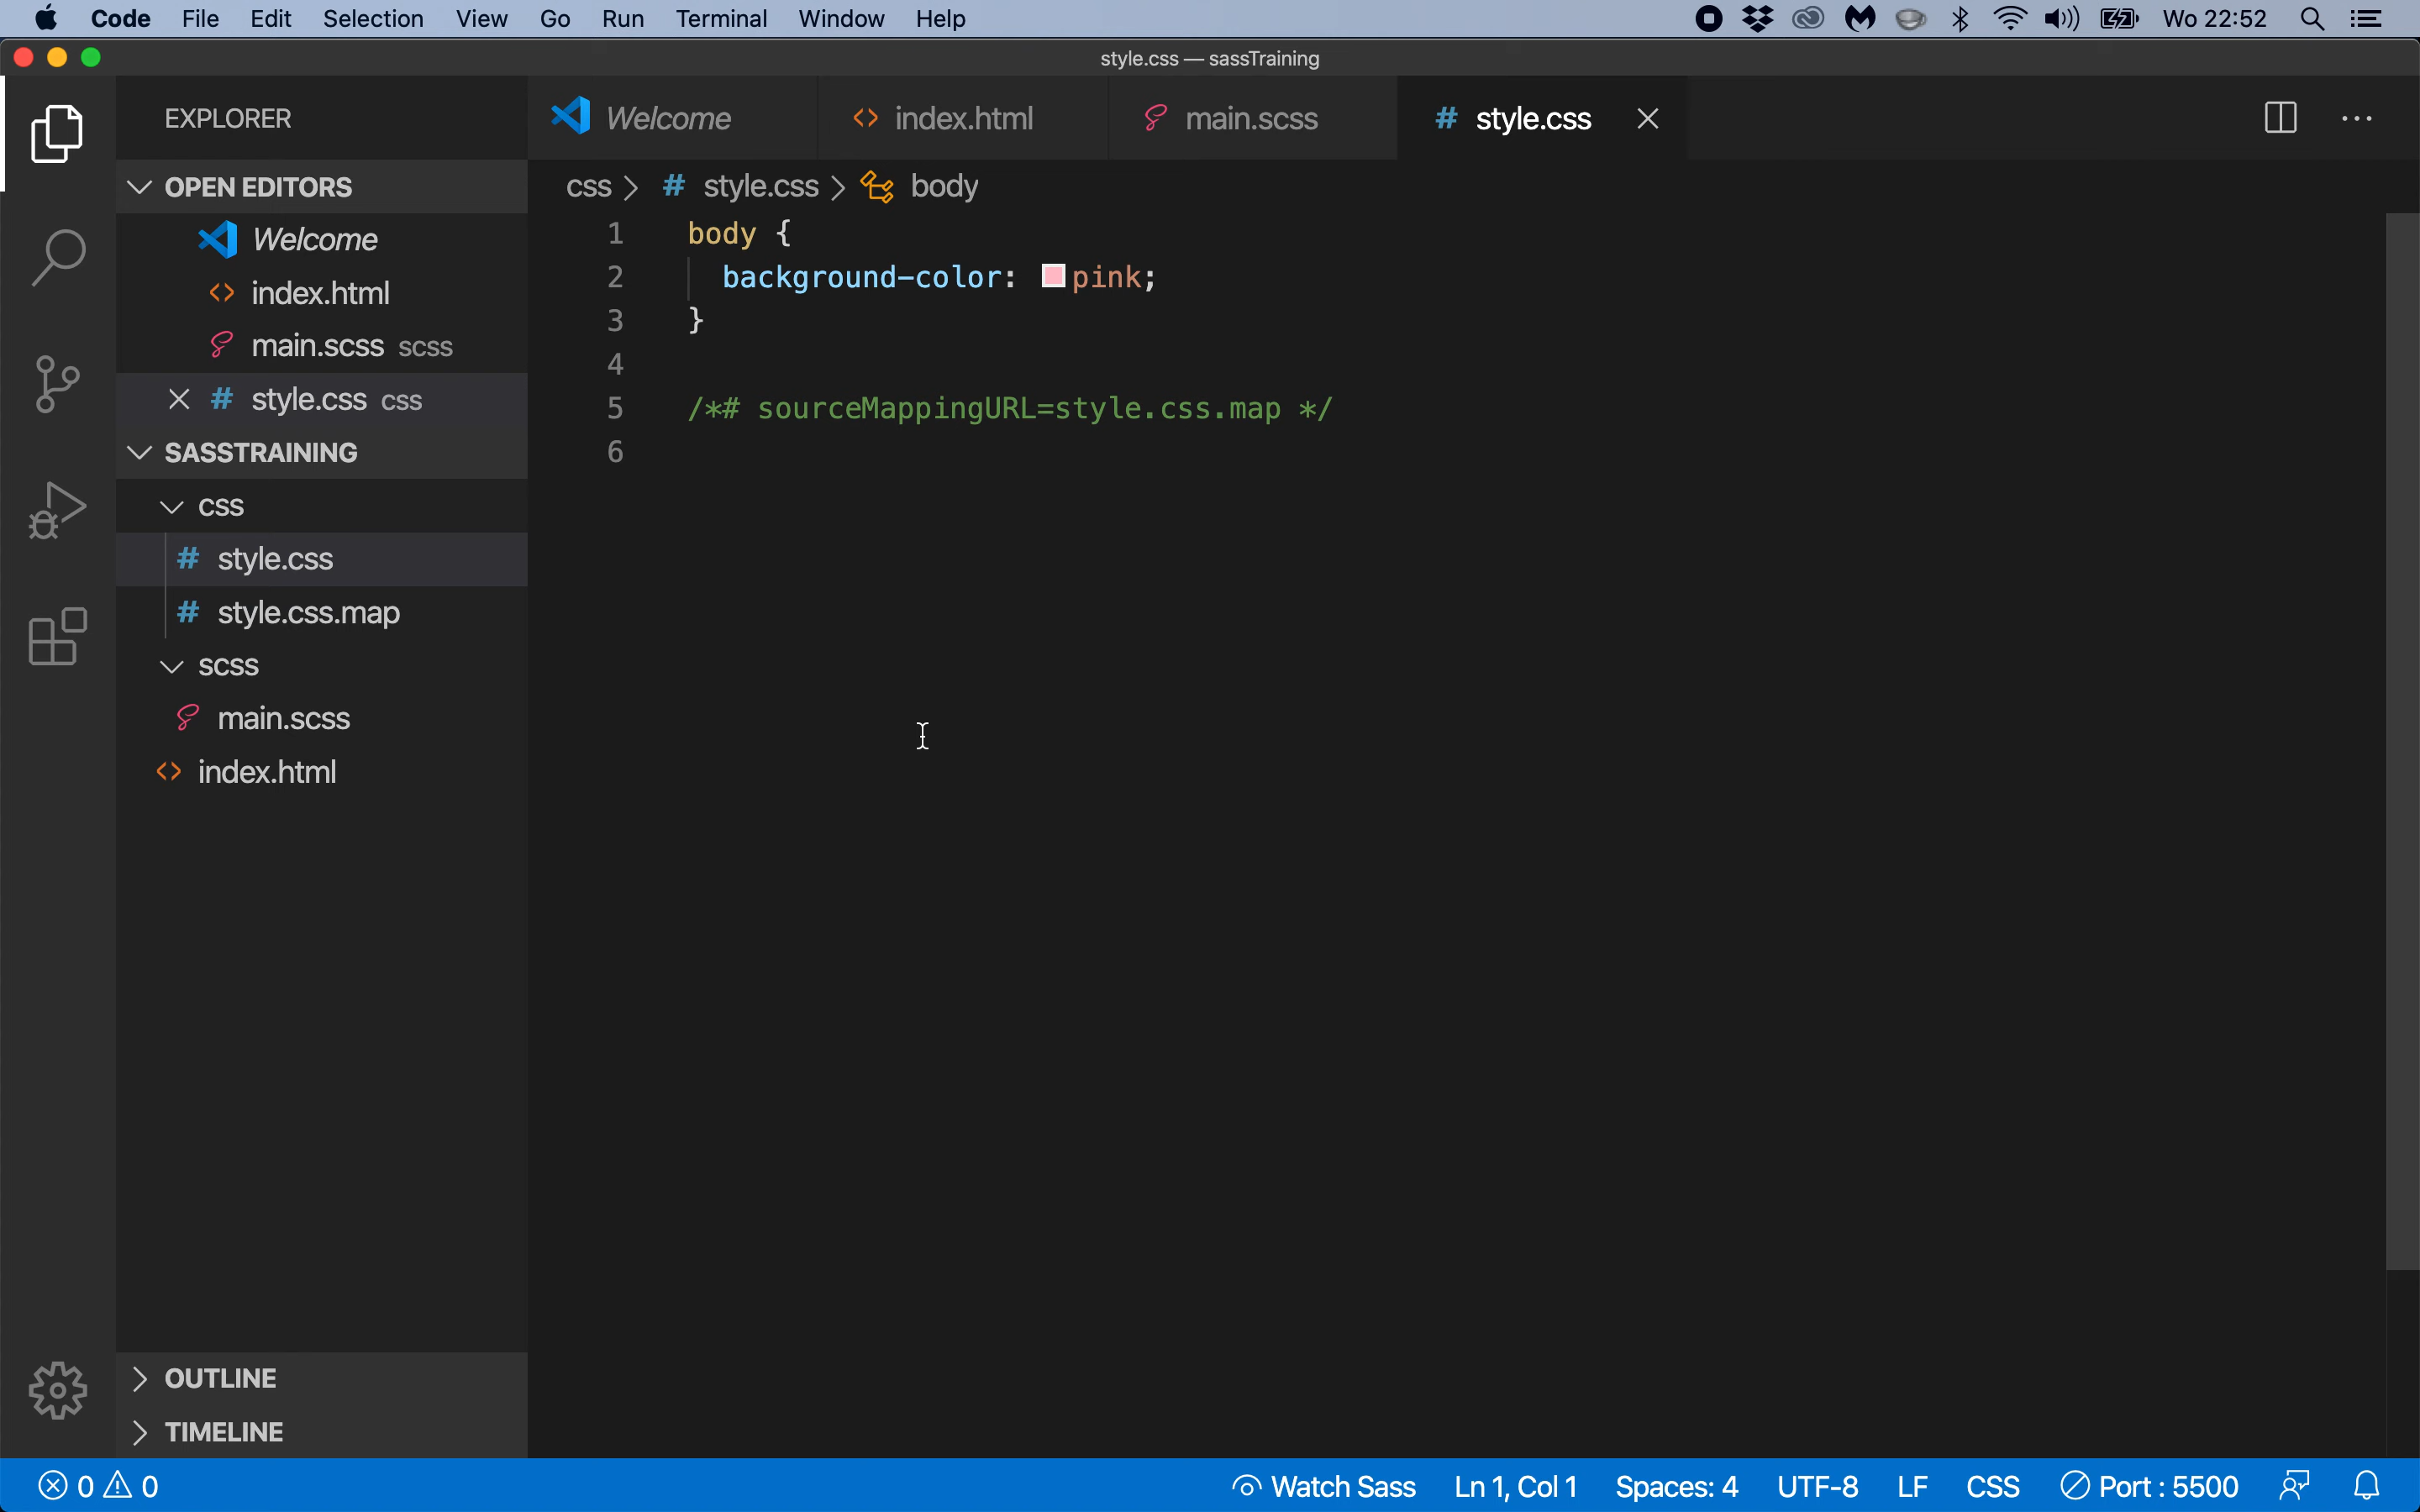 Code File Edit Selection View Go Run Terminal Window Help Wo 22:52
style.css — sassTraining
EXPLORER
Welcome index.html main.scss # style.css
OPEN EDITORS
css > # style.css > body
Welcome
index.html
main.scss scss
# style.css css
SASSTRAINING
css
# style.css
# style.css.map
scss
main.scss
index.html
1 body {
2 background-color: pink;
3 }
4
5 /*# sourceMappingURL=style.css.map */
6
OUTLINE
TIMELINE
0 0 Watch Sass Ln 1, Col 1 Spaces: 4 UTF-8 LF CSS Port : 5500